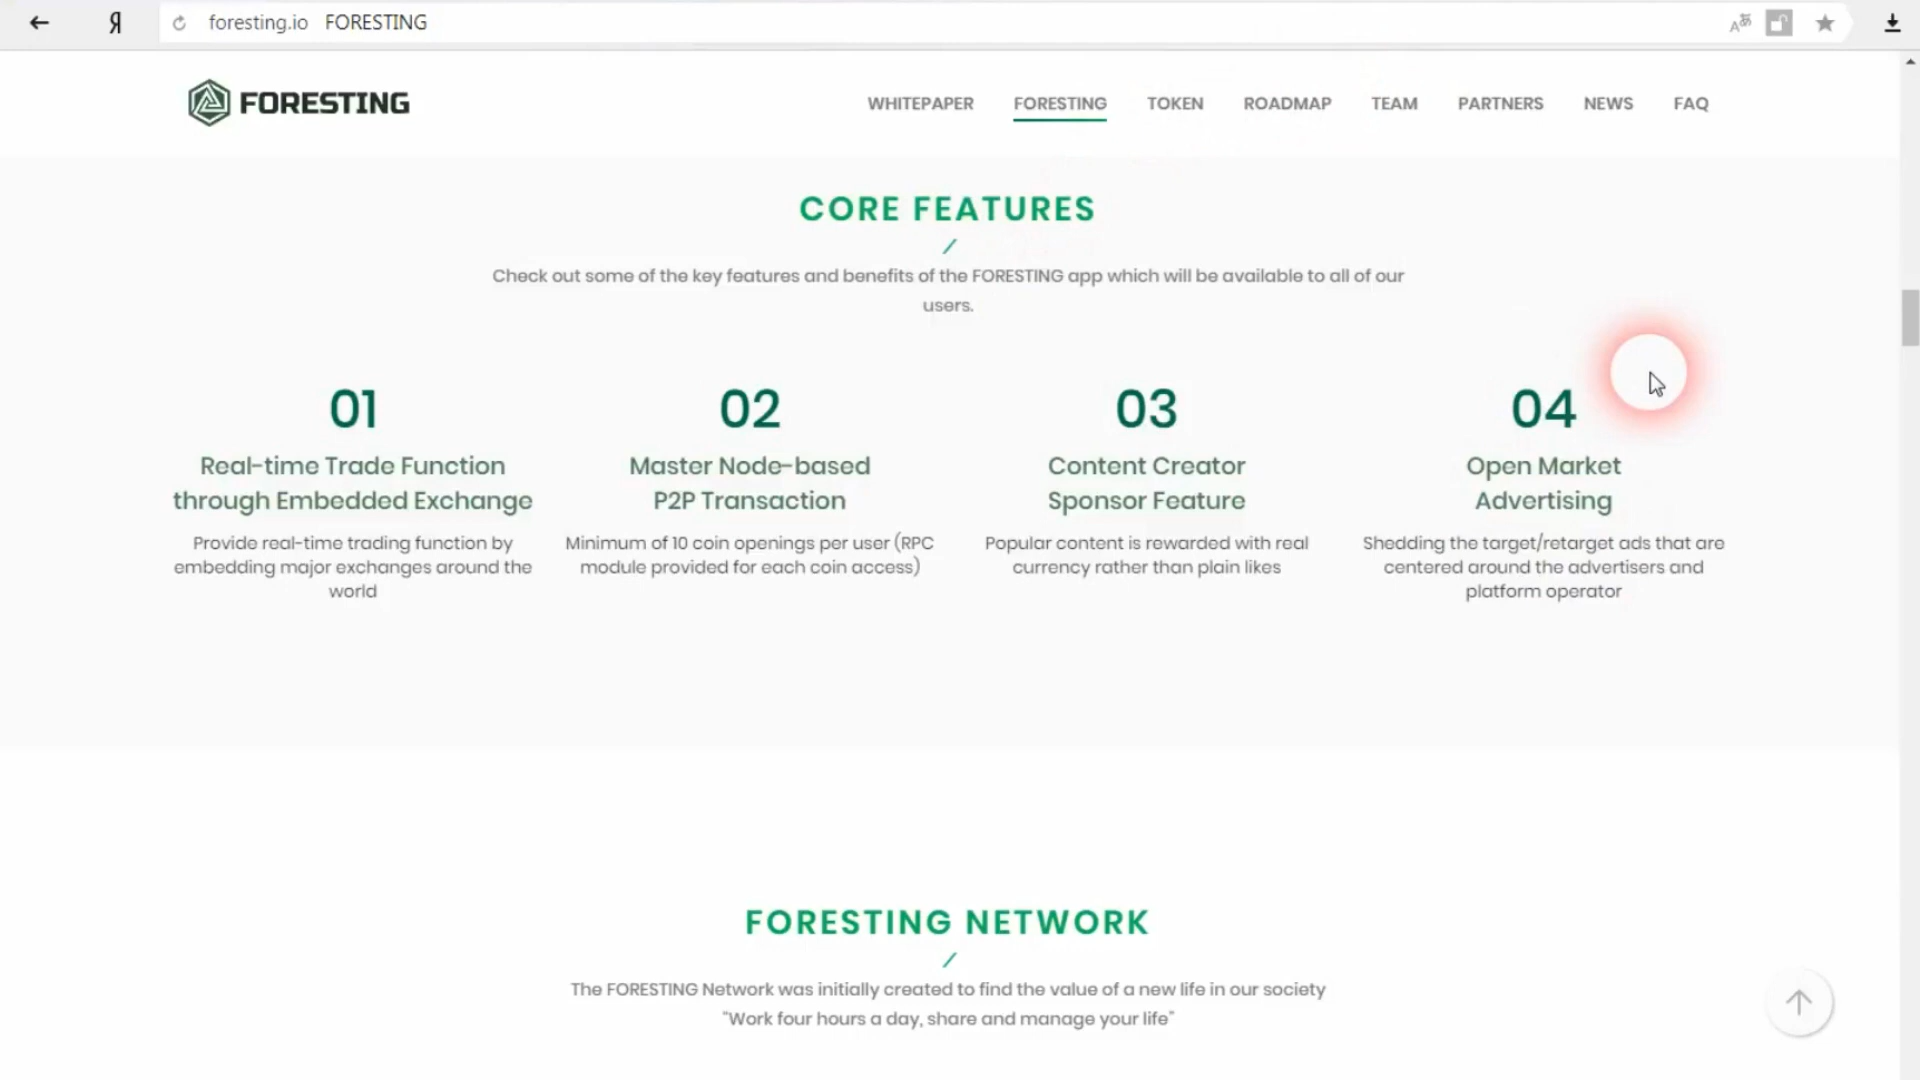 Я foresting.io FORESTING
FORESTING
WHITEPAPER FORESTING TOKEN ROADMAP TEAM PARTNERS NEWS FAQ
CORE FEATURES
Check out some of the key features and benefits of the FORESTING app which will be available to all of our
users.
01
Real-time Trade Function
through Embedded Exchange
Provide real-time trading function by
embedding major exchanges around the
world
02
Master Node-based
P2P Transaction
Minimum of 10 coin openings per user (RPC
module provided for each coin access)
03
Content Creator
Sponsor Feature
Popular content is rewarded with real
currency rather than plain likes
04
Open Market
Advertising
Shedding the target/retarget ads that are
centered around the advertisers and
platform operator
FORESTING NETWORK
The FORESTING Network was initially created to find the value of a new life in our society
"Work four hours a day, share and manage your life"